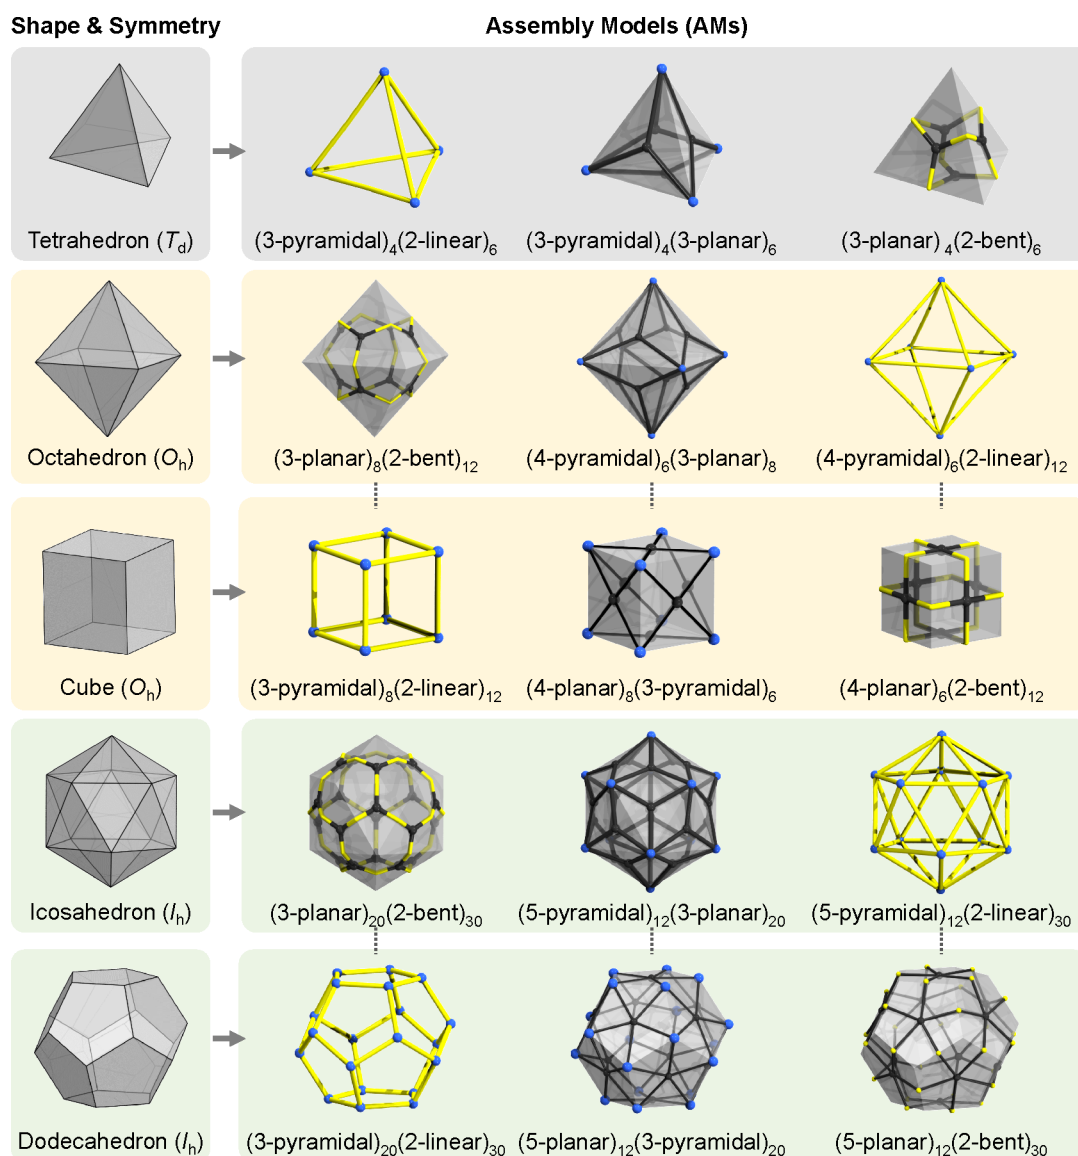 Shape & Symmetry
Assembly Models (AMs)
Tetrahedron (Td)
(3-pyramidal)4(2-linear)6
(3-pyramidal)4(3-planar)6
(3-planar) 4(2-bent)6
Octahedron (Oh)
(3-planar)8(2-bent)12
(4-pyramidal)6(3-planar)8
(4-pyramidal)6(2-linear)12
Cube (Oh)
(3-pyramidal)8(2-linear)12
(4-planar)8(3-pyramidal)6
(4-planar)6(2-bent)12
Icosahedron (Ih)
(3-planar)20(2-bent)30
(5-pyramidal)12(3-planar)20
(5-pyramidal)12(2-linear)30
Dodecahedron (Ih)
(3-pyramidal)20(2-linear)30
(5-planar)12(3-pyramidal)20
(5-planar)12(2-bent)30